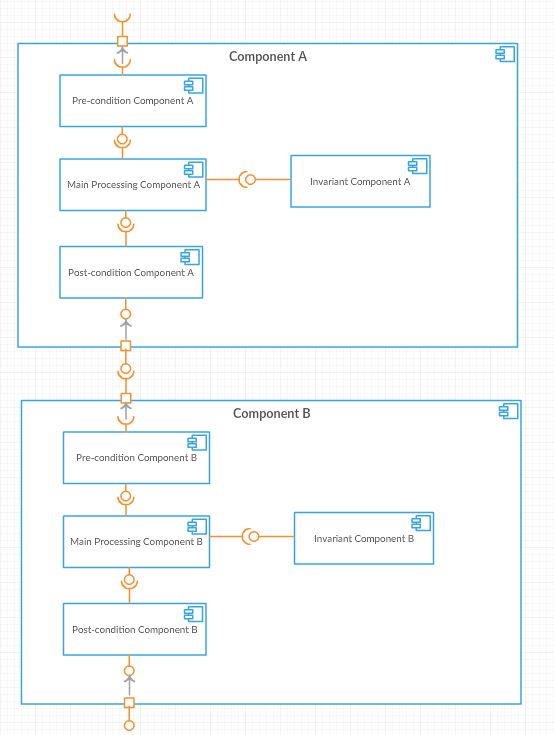 Component A
Pre-condition Component A
Main Processing Component A
Invariant Component A
Post-condition Component A
Component B
Pre-condition Component B
Main Processing Component B
Invariant Component B
Post-condition Component B